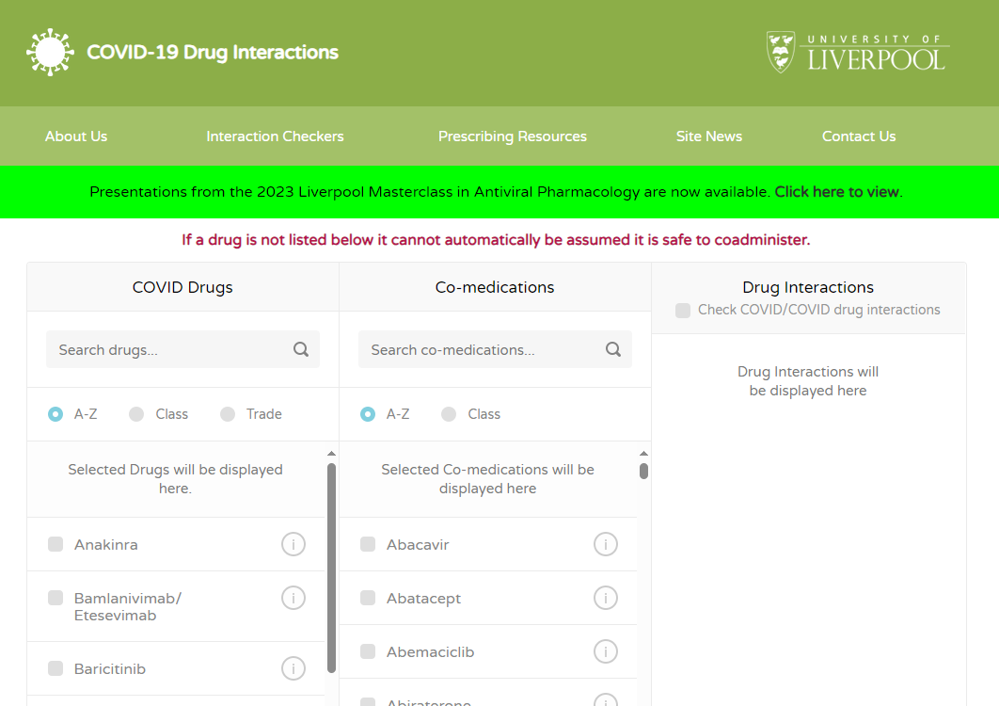 COVID-19 Drug Interactions
UNIVERSITY OF
LIVERPOOL
About Us
Interaction Checkers
Prescribing Resources
Site News
Contact Us
Presentations from the 2023 Liverpool Masterclass in Antiviral Pharmacology are now available. Click here to view.
If a drug is not listed below it cannot automatically be assumed it is safe to coadminister.
COVID Drugs
Search drugs...
A-Z
Class
Trade
Selected Drugs will be displayed
here.
Anakinra
i
Bamlanivimab/
Etesevimab
i
Baricitinib
i
Co-medications
Search co-medications...
A-Z
Class
Selected Co-medications will be
displayed here
Abacavir
i
Abatacept
i
Abemaciclib
i
Abiraterone
i
Drug Interactions
Check COVID/COVID drug interactions
Drug Interactions will
be displayed here